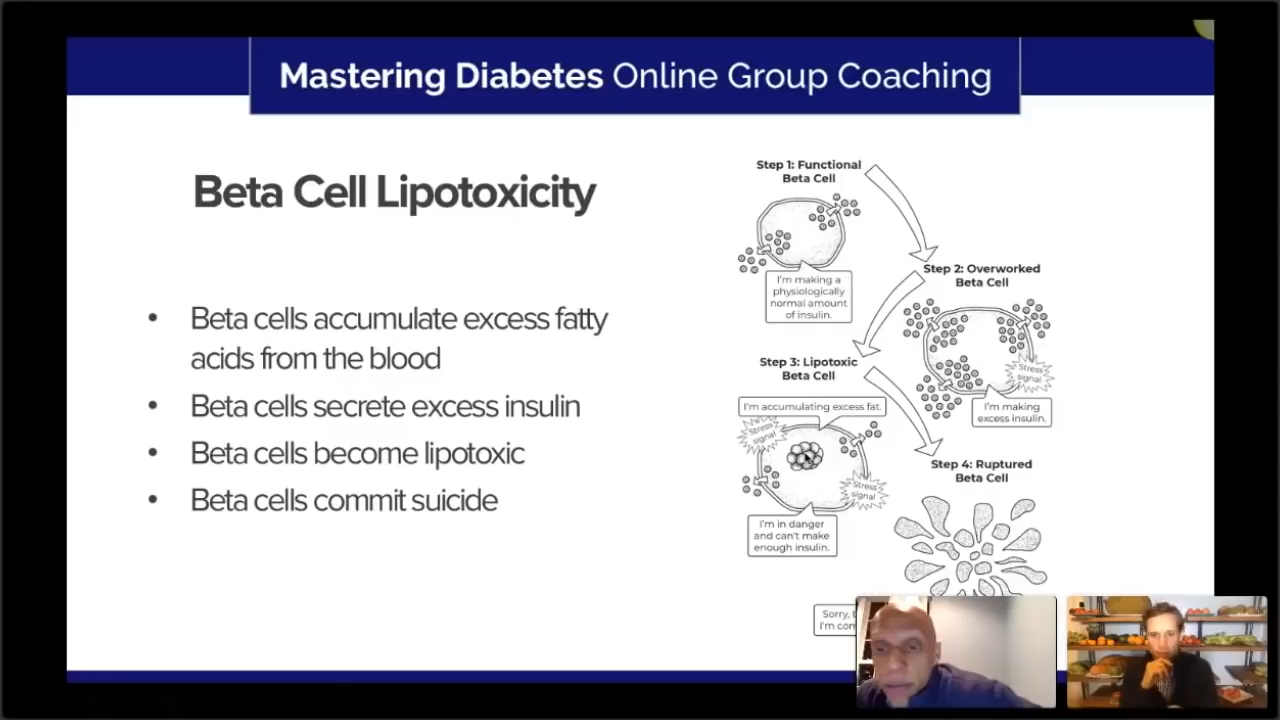 Mastering Diabetes Online Group Coaching
Beta Cell Lipotoxicity
• Beta cells accumulate excess fatty
acids from the blood
• Beta cells secrete excess insulin
• Beta cells become lipotoxic
• Beta cells commit suicide
Step 1: Functional
Beta Cell
I'm making a
physiologically
normal amount
of insulin.
Step 2: Overworked
Beta Cell
Stress
signal
I'm making
excess insulin.
Step 3: Lipotoxic
Beta Cell
I'm accumulating excess fat.
Stress
signal
Stress
signal
I'm in danger
and can't make
enough insulin.
Step 4: Ruptured
Beta Cell
Sorry,
I'm